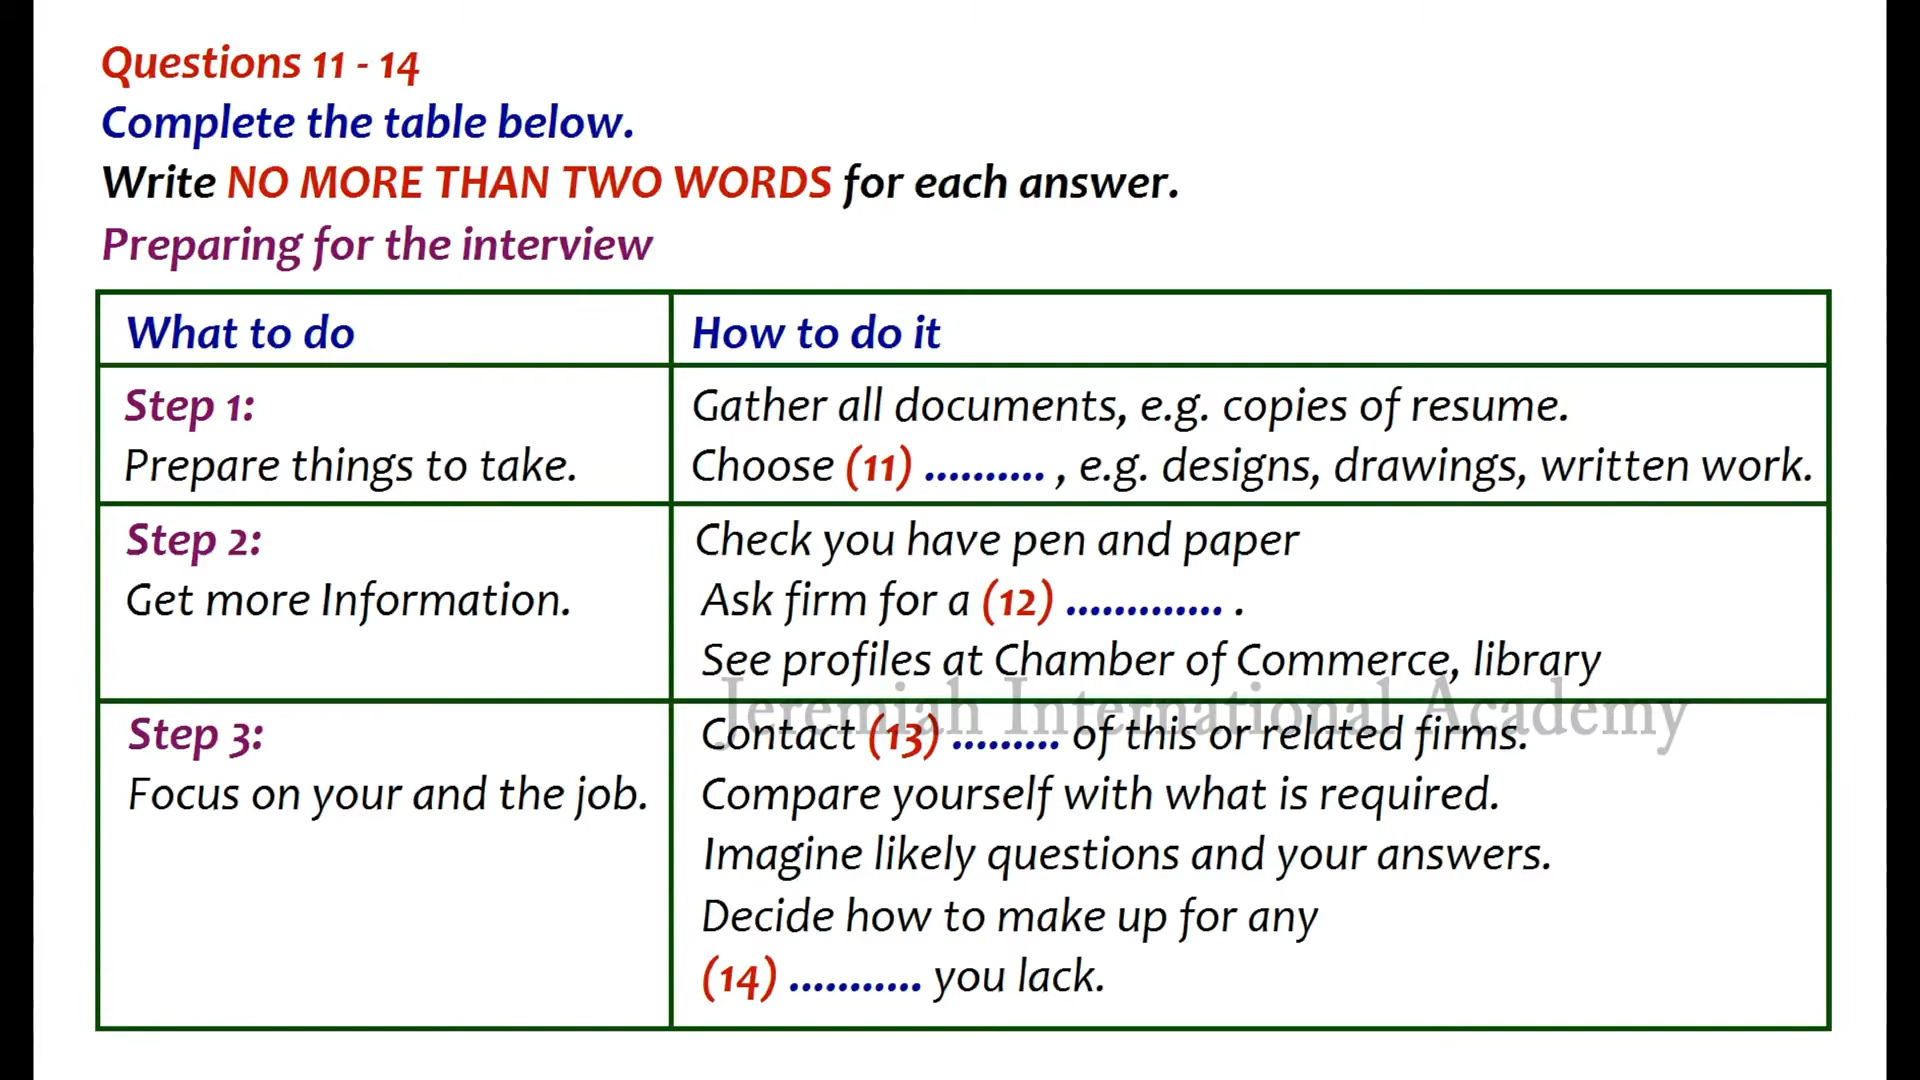 Questions 11 - 14
Complete the table below.
Write NO MORE THAN TWO WORDS for each answer.
Preparing for the interview
What to do
How to do it
Step 1:
Prepare things to take.
Gather all documents, e.g. copies of resume.
Choose (11) .......... , e.g. designs, drawings, written work.
Step 2:
Get more Information.
Check you have pen and paper
Ask firm for a (12) ............. .
See profiles at Chamber of Commerce, library
Jeremiah International Academy
Step 3:
Focus on your and the job.
Contact (13) ......... of this or related firms.
Compare yourself with what is required.
Imagine likely questions and your answers.
Decide how to make up for any
(14) ........... you lack.